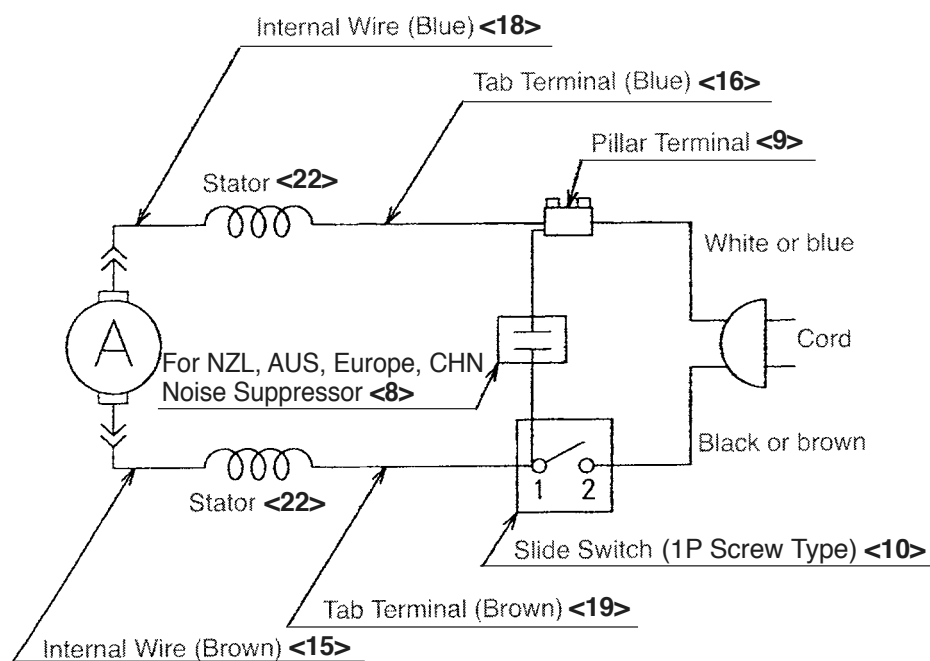 Internal Wire (Blue) <18>
Tab Terminal (Blue) <16>
Pillar Terminal <9>
Stator <22>
White or blue
A
Cord
For NZL, AUS, Europe, CHN
Noise Suppressor <8>
Black or brown
1 2
Stator <22>
Slide Switch (1P Screw Type) <10>
Tab Terminal (Brown) <19>
Internal Wire (Brown) <15>